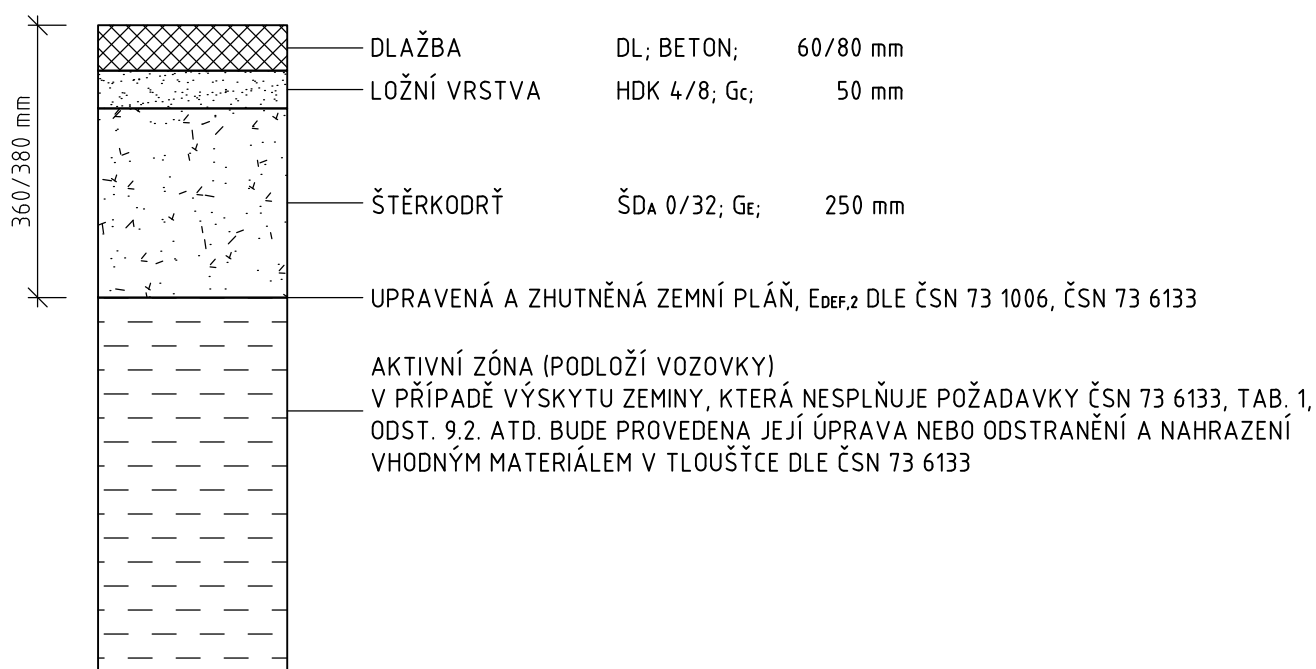 360/380 mm
DLAŽBA DL; BETON; 60/80 mm
LOŽNÍ VRSTVA HDK 4/8; GC; 50 mm
ŠTĚRKODRŤ ŠDA 0/32; GE; 250 mm
UPRAVENÁ A ZHUTNĚNÁ ZEMNÍ PLÁŇ, EDEF,2 DLE ČSN 73 1006, ČSN 73 6133
AKTIVNÍ ZÓNA (PODLOŽÍ VOZOVKY)
V PŘÍPADĚ VÝSKYTU ZEMINY, KTERÁ NESPLŇUJE POŽADAVKY ČSN 73 6133, TAB. 1,
ODST. 9.2. ATD. BUDE PROVEDENA JEJÍ ÚPRAVA NEBO ODSTRANĚNÍ A NAHRAZENÍ
VHODNÝM MATERIÁLEM V TLOUŠŤCE DLE ČSN 73 6133